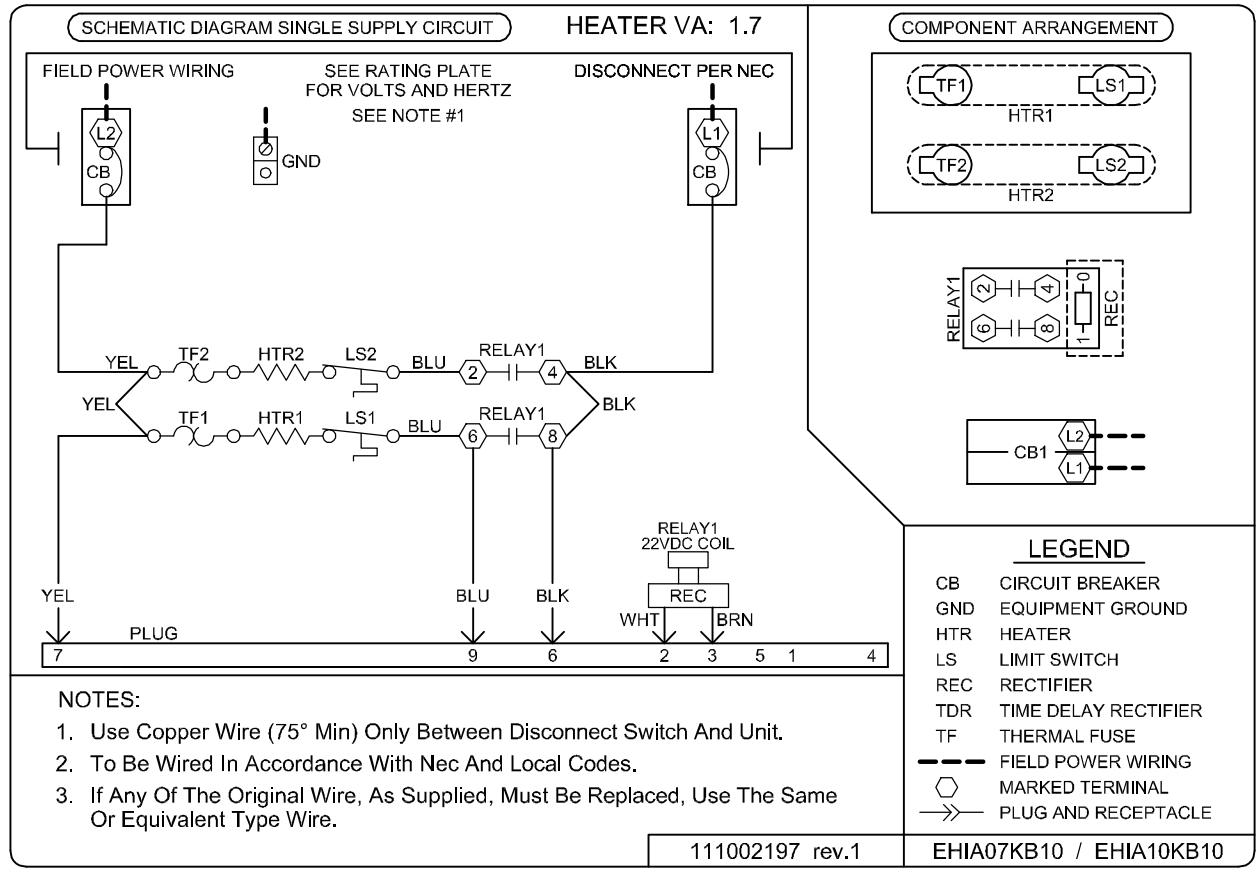 SCHEMATIC DIAGRAM SINGLE SUPPLY CIRCUIT
HEATER VA: 1.7
FIELD POWER WIRING
SEE RATING PLATE
FOR VOLTS AND HERTZ
SEE NOTE #1
DISCONNECT PER NEC
L2
CB
GND
L1
CB
YEL
TF2
HTR2
LS2
BLU
RELAY1
2
4
BLK
YEL
BLK
TF1
HTR1
LS1
BLU
RELAY1
6
8
RELAY1
22VDC COIL
REC
YEL
BLU
BLK
WHT
BRN
PLUG
7
9
6
2
3
5
1
4
NOTES:
1. Use Copper Wire (75° Min) Only Between Disconnect Switch And Unit.
2. To Be Wired In Accordance With Nec And Local Codes.
3. If Any Of The Original Wire, As Supplied, Must Be Replaced, Use The Same
Or Equivalent Type Wire.
111002197 rev.1
COMPONENT ARRANGEMENT
TF1
LS1
HTR1
TF2
LS2
HTR2
RELAY1
2
4
6
8
0
1
REC
CB1
L2
L1
LEGEND
CB CIRCUIT BREAKER
GND EQUIPMENT GROUND
HTR HEATER
LS LIMIT SWITCH
REC RECTIFIER
TDR TIME DELAY RECTIFIER
TF THERMAL FUSE
FIELD POWER WIRING
MARKED TERMINAL
PLUG AND RECEPTACLE
EHIA07KB10 / EHIA10KB10